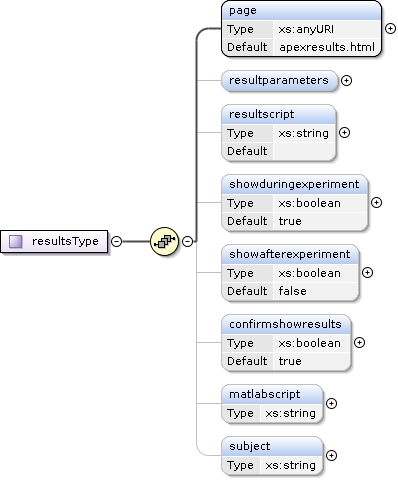 page
Type xs:anyURI
Default apexresults.html
resultparameters
resultscript
Type xs:string
Default
showduringexperiment
Type xs:boolean
Default true
resultsType
showafterexperiment
Type xs:boolean
Default false
confirmshowresults
Type xs:boolean
Default true
matlabscript
Type xs:string
subject
Type xs:string